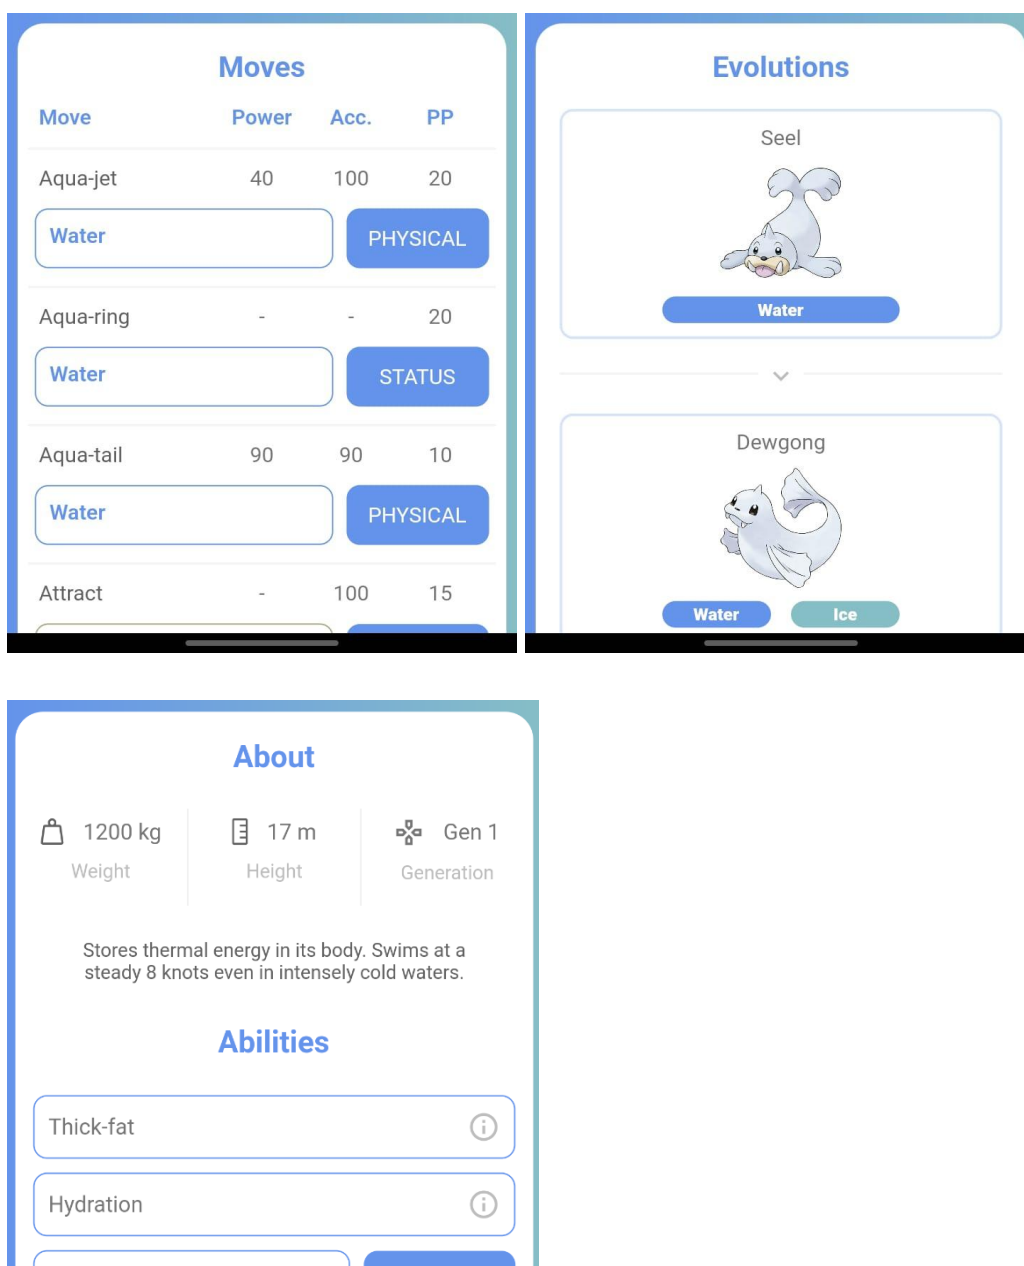 Moves
Move Power Acc. PP
Aqua-jet 40 100 20
Water PHYSICAL
Aqua-ring - - 20
Water STATUS
Aqua-tail 90 90 10
Water PHYSICAL
Attract - 100 15
Evolutions
Seel
Water
Dewgong
Water Ice
About
1200 kg 17 m Gen 1
Weight Height Generation
Stores thermal energy in its body. Swims at a
steady 8 knots even in intensely cold waters.
Abilities
Thick-fat
Hydration